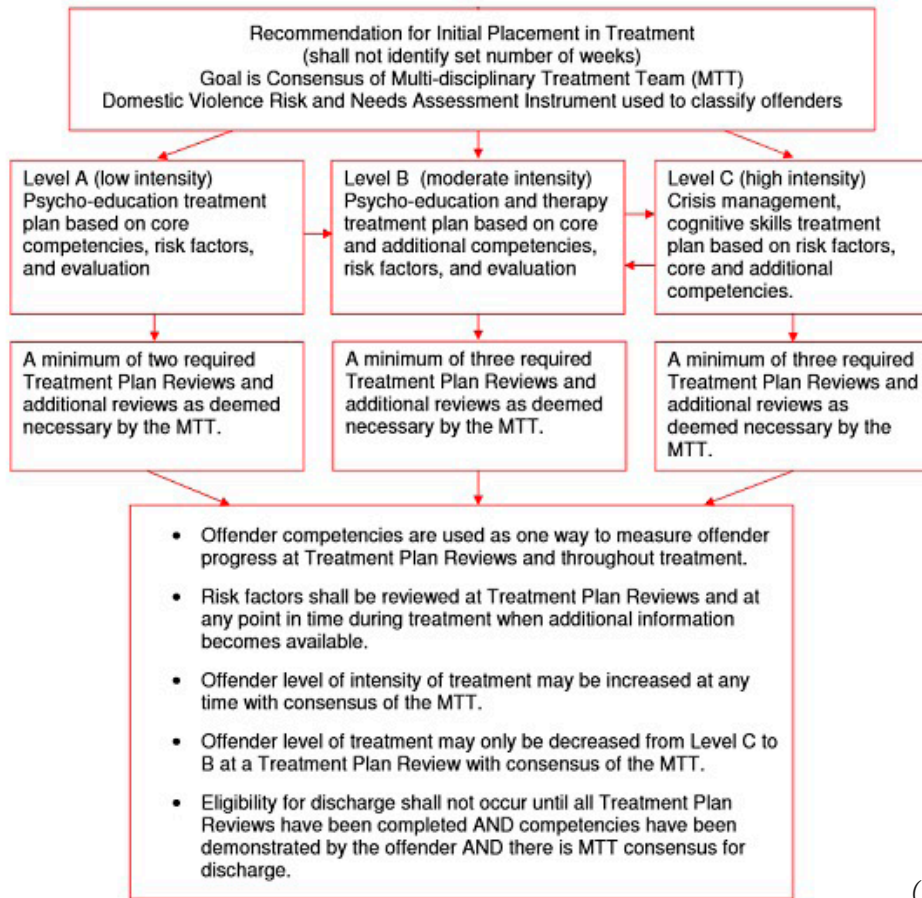 Recommendation for Initial Placement in Treatment
(shall not identify set number of weeks)
Goal is Consensus of Multi-disciplinary Treatment Team (MTT)
Domestic Violence Risk and Needs Assessment Instrument used to classify offenders
Level A (low intensity)
Psycho-education treatment
plan based on core
competencies, risk factors,
and evaluation
Level B (moderate intensity)
Psycho-education and therapy
treatment plan based on core
and additional competencies,
risk factors, and evaluation
Level C (high intensity)
Crisis management,
cognitive skills treatment
plan based on risk factors,
core and additional
competencies.
A minimum of two required
Treatment Plan Reviews and
additional reviews as deemed
necessary by the MTT.
A minimum of three required
Treatment Plan Reviews and
additional reviews as deemed
necessary by the MTT.
A minimum of three required
Treatment Plan Reviews and
additional reviews as
deemed necessary by the
MTT.
• Offender competencies are used as one way to measure offender
progress at Treatment Plan Reviews and throughout treatment.
• Risk factors shall be reviewed at Treatment Plan Reviews and at
any point in time during treatment when additional information
becomes available.
• Offender level of intensity of treatment may be increased at any
time with consensus of the MTT.
• Offender level of treatment may only be decreased from Level C to
B at a Treatment Plan Review with consensus of the MTT.
• Eligibility for discharge shall not occur until all Treatment Plan
Reviews have been completed AND competencies have been
demonstrated by the offender AND there is MTT consensus for
discharge.
(